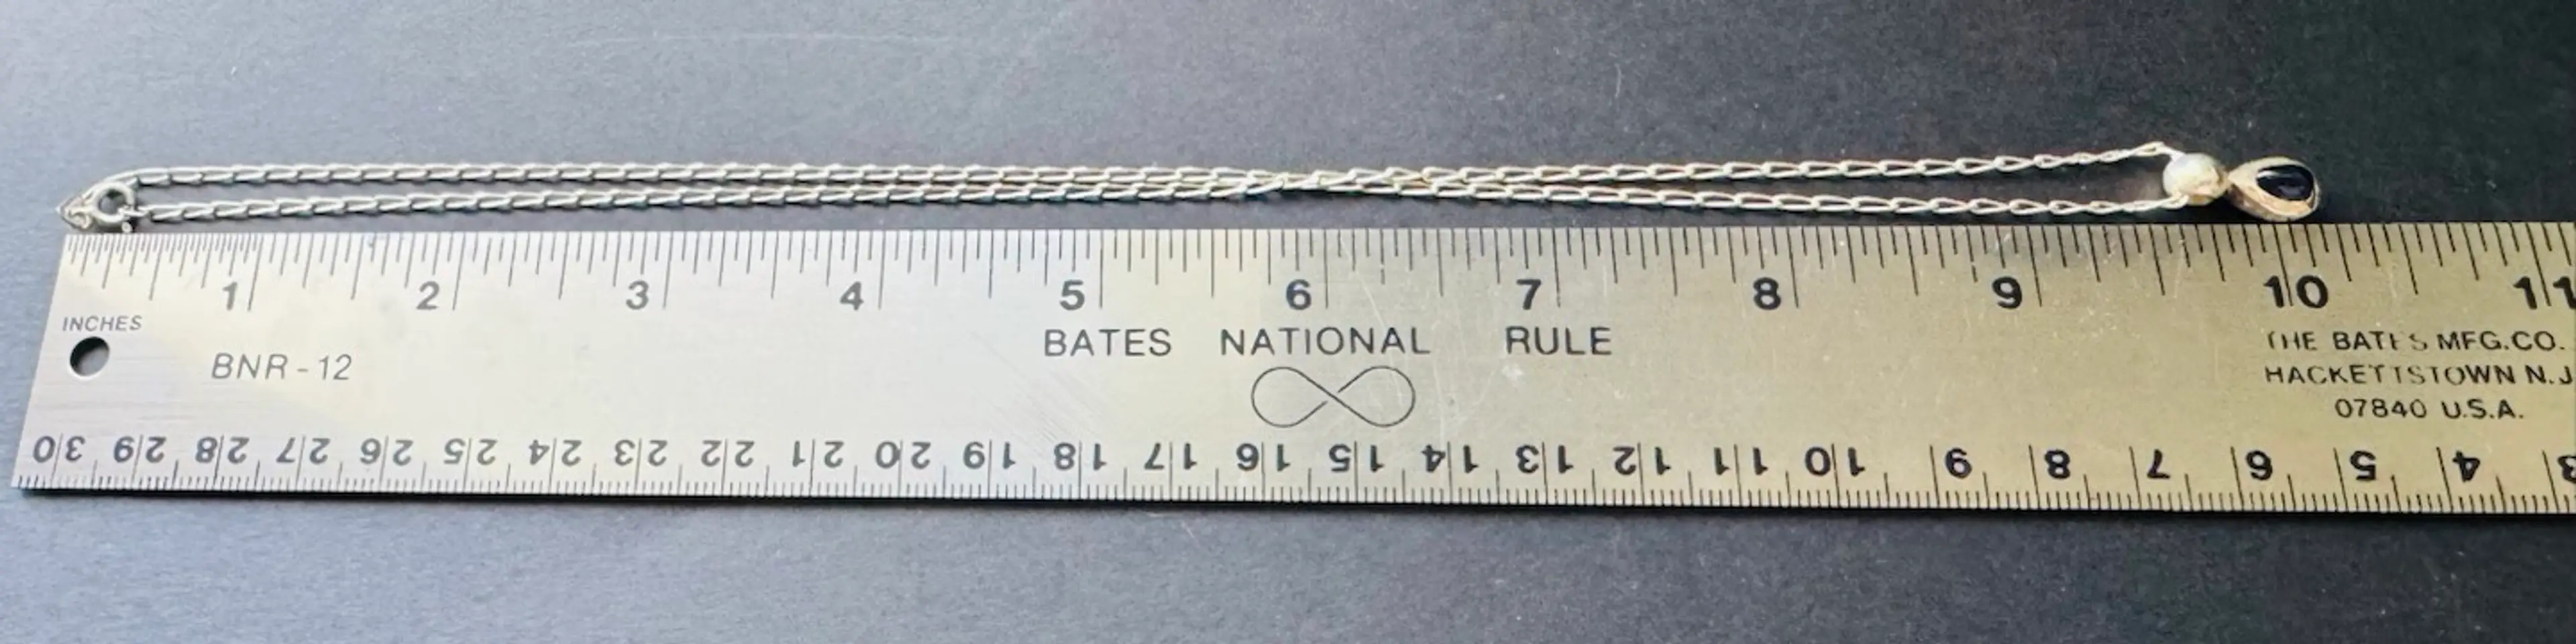 1 2 3 4 5 6 7 8 9 10 11
INCHES
BNR-12
BATES NATIONAL RULE
THE BATES MFG.CO.
HACKETTSTOWN N.J
07840 U.S.A.
30 29 28 27 26 25 24 23 22 21 20 19 18 17 16 15 14 13 12 11 10 9 8 7 6 5 4 3